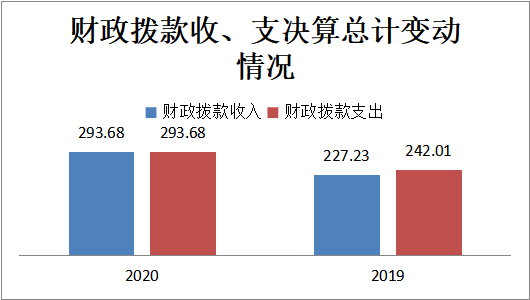 财政拨款收、支决算总计变动
情况
财政拨款收入 财政拨款支出
293.68 293.68 227.23 242.01
2020 2019